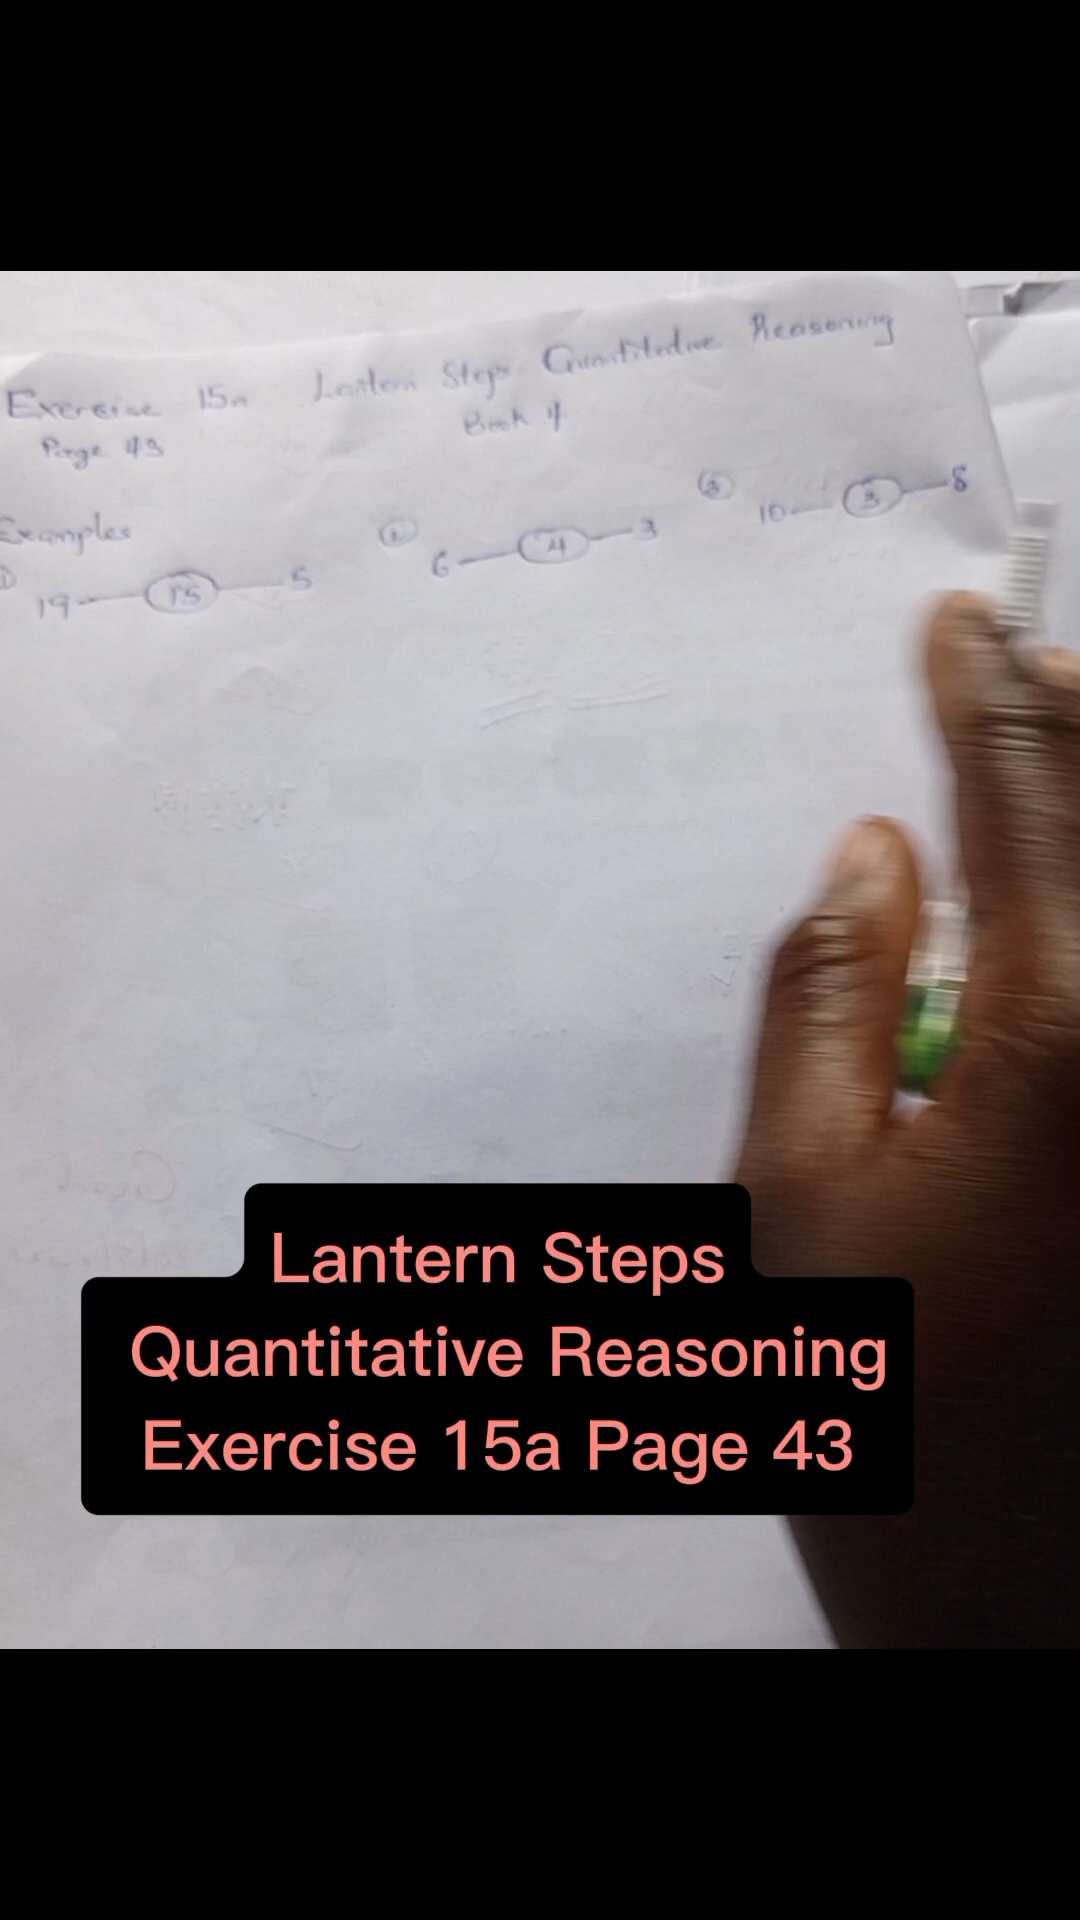 Exercise 15a Lantern Steps Quantitative Reasoning
Page 43 Book 4
Examples
① 19 15 5 ② 6 4 3 ③ 10 3 8
Lantern Steps
Quantitative Reasoning
Exercise 15a Page 43